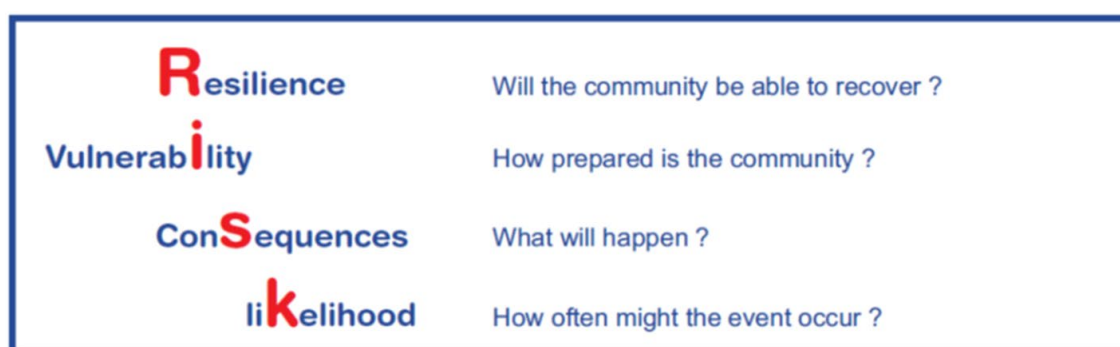 Resilience Will the community be able to recover ?
Vulnerability How prepared is the community ?
ConSequences What will happen ?
likelihood How often might the event occur ?